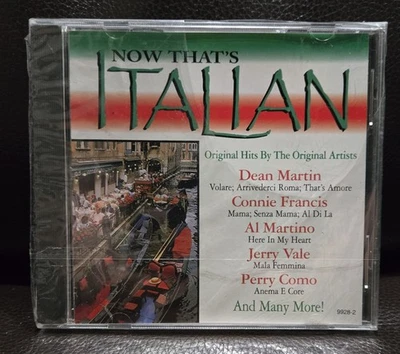 NOW THAT'S
ITALIAN
Original Hits By The Original Artists
Dean Martin
Volare; Arrivederci Roma; That's Amore
Connie Francis
Mama; Senza Mama; Al Di La
Al Martino
Here In My Heart
Jerry Vale
Mala Femmina
Perry Como
Anema E Core
And Many More!
9928-2